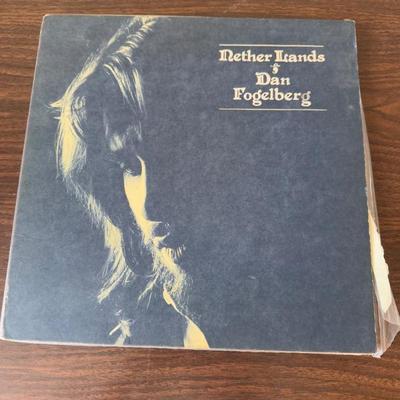 Nether Lands
&
Dan
Fogelberg